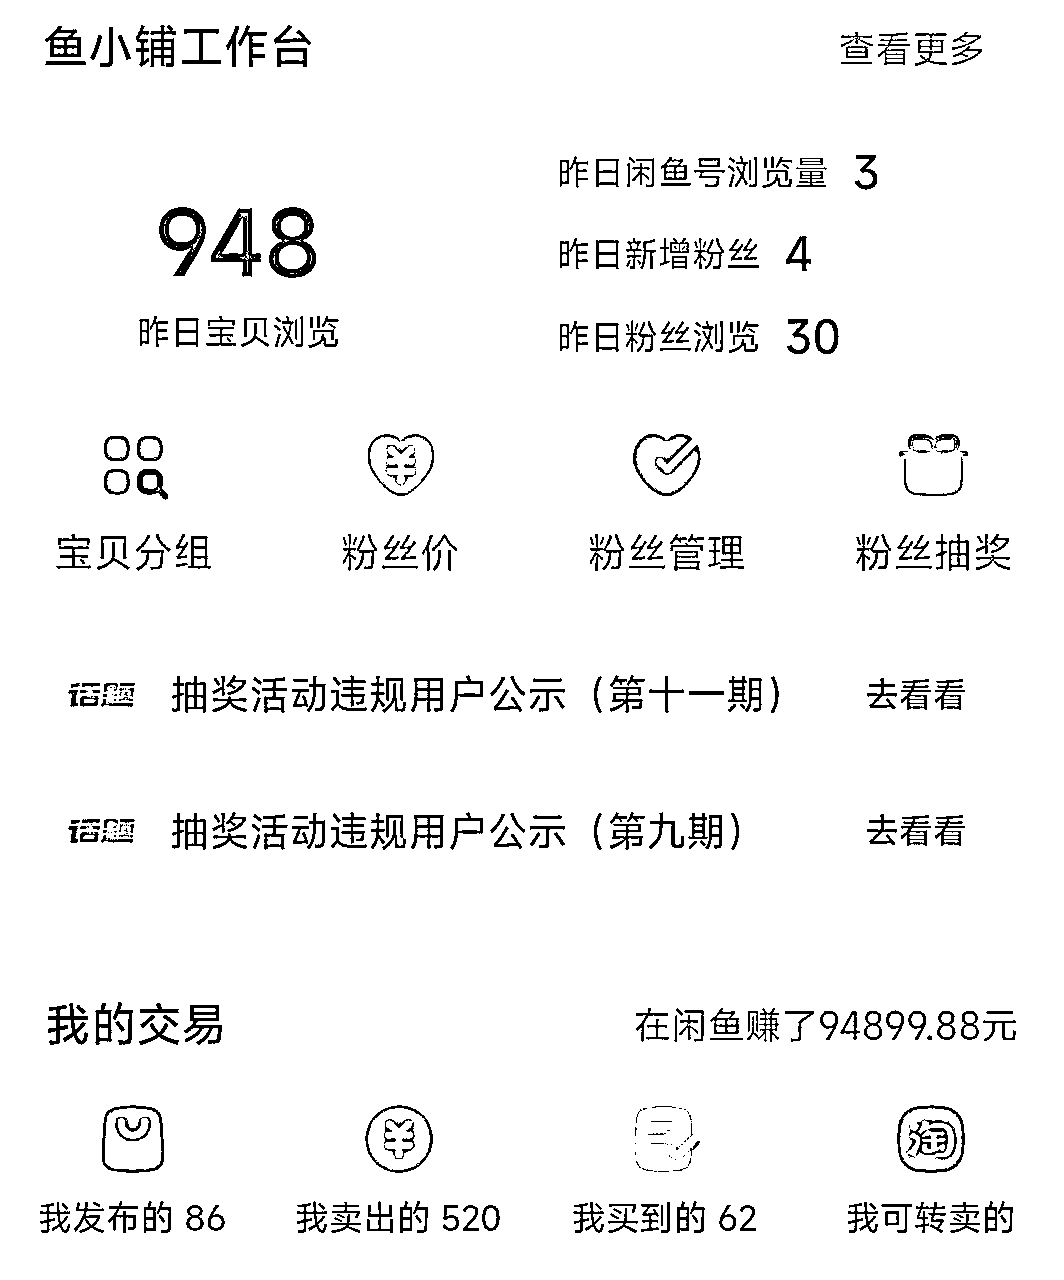 鱼小铺工作台 查看更多
昨日闲鱼号浏览量 3
948
昨日新增粉丝 4
昨日宝贝浏览
昨日粉丝浏览 30
宝贝分组 粉丝价 粉丝管理 粉丝抽奖
话题 抽奖活动违规用户公示（第十一期） 去看看
话题 抽奖活动违规用户公示（第九期） 去看看
我的交易 在闲鱼赚了94899.88元
淘
我发布的 86 我卖出的 520 我买到的 62 我可转卖的